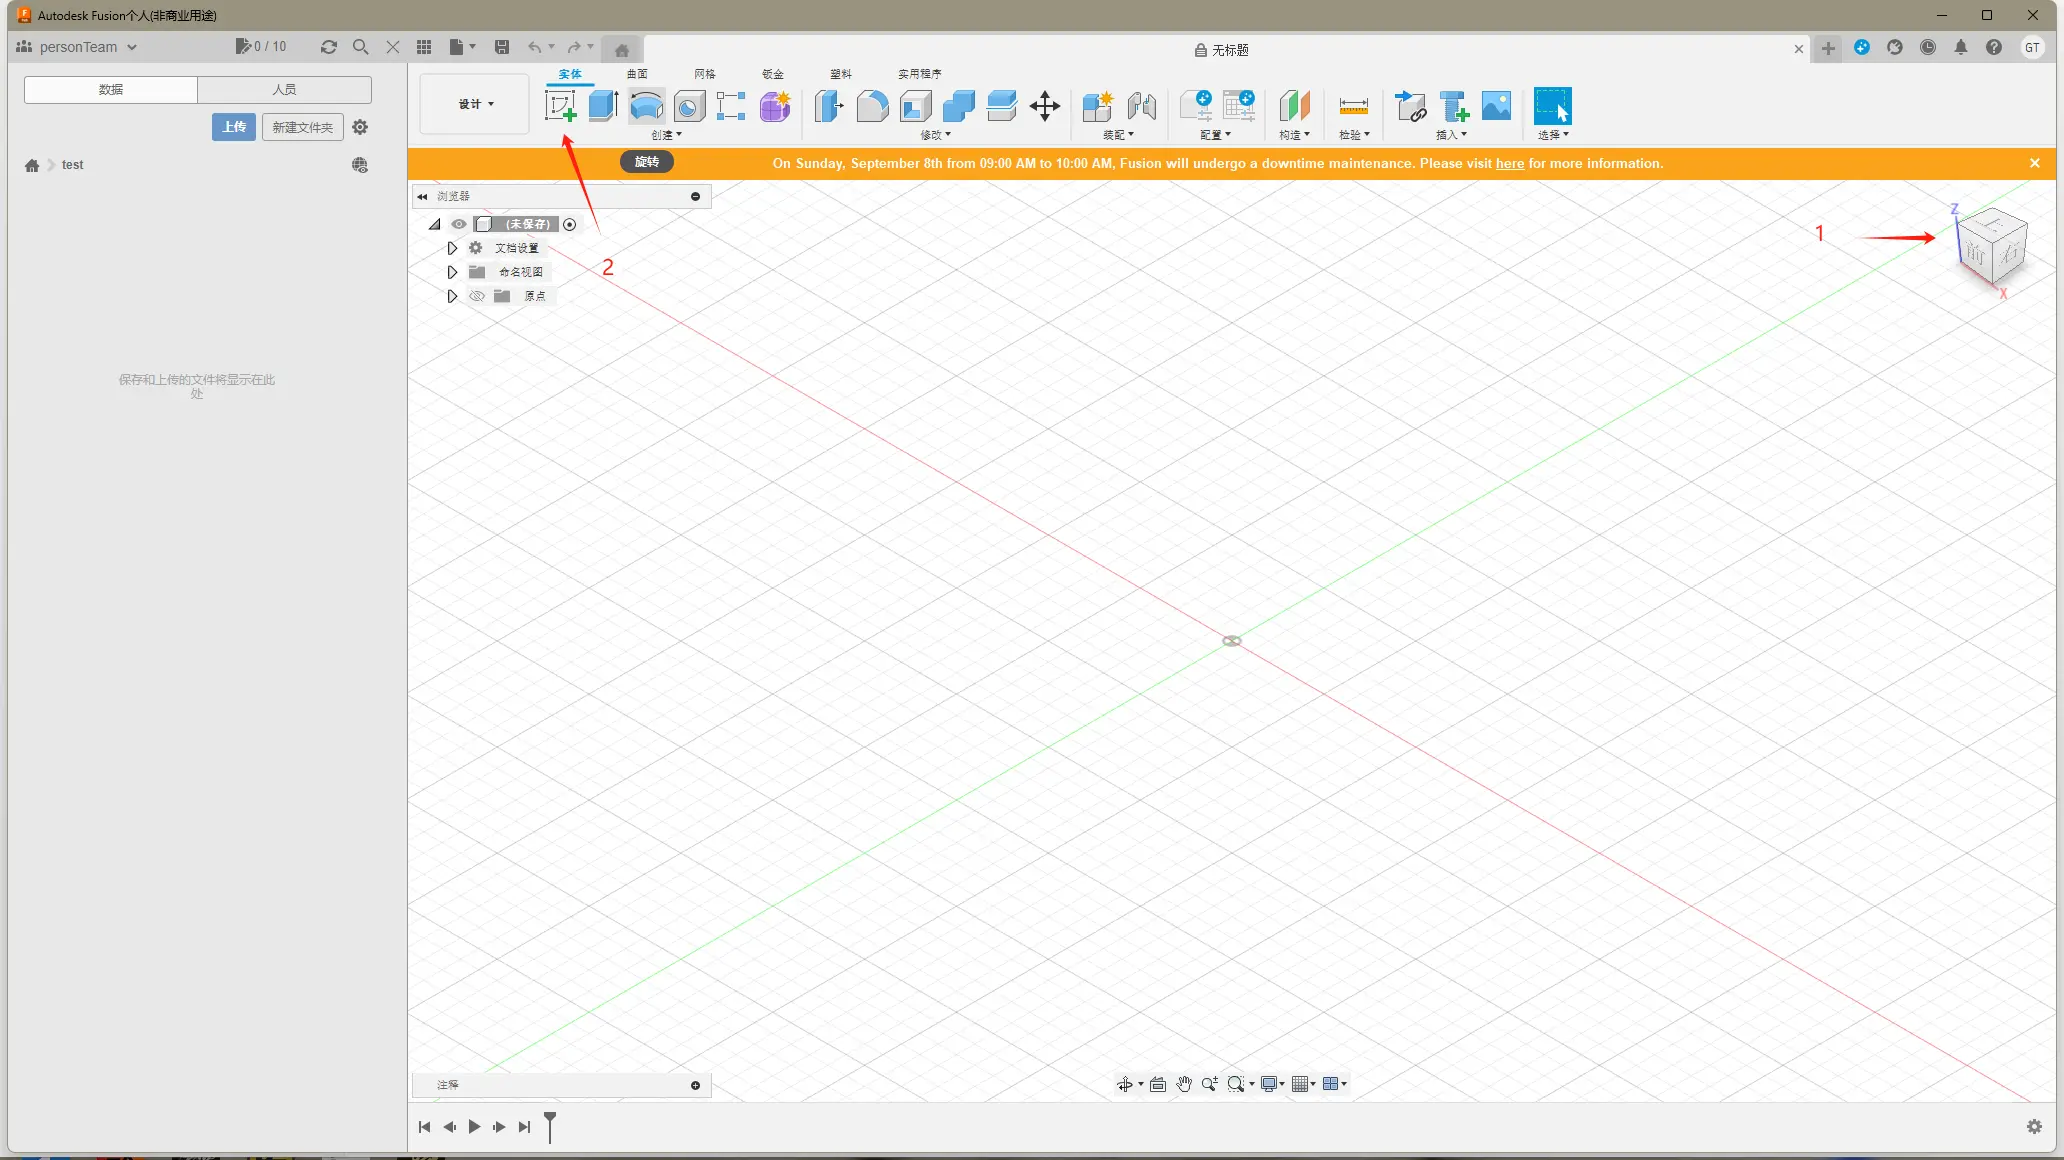 Autodesk Fusion个人(非商业用途)
personTeam
0 / 10
无标题
GT
数据
人员
上传
新建文件夹
test
保存和上传的文件将显示在此
处
设计
实体
曲面
网格
钣金
塑料
实用程序
创建
修改
装配
配置
构造
检验
插入
选择
旋转
On Sunday, September 8th from 09:00 AM to 10:00 AM, Fusion will undergo a downtime maintenance. Please visit here for more information.
浏览器
(未保存)
文档设置
命名视图
原点
2
1
Z
上
前
右
X
注释